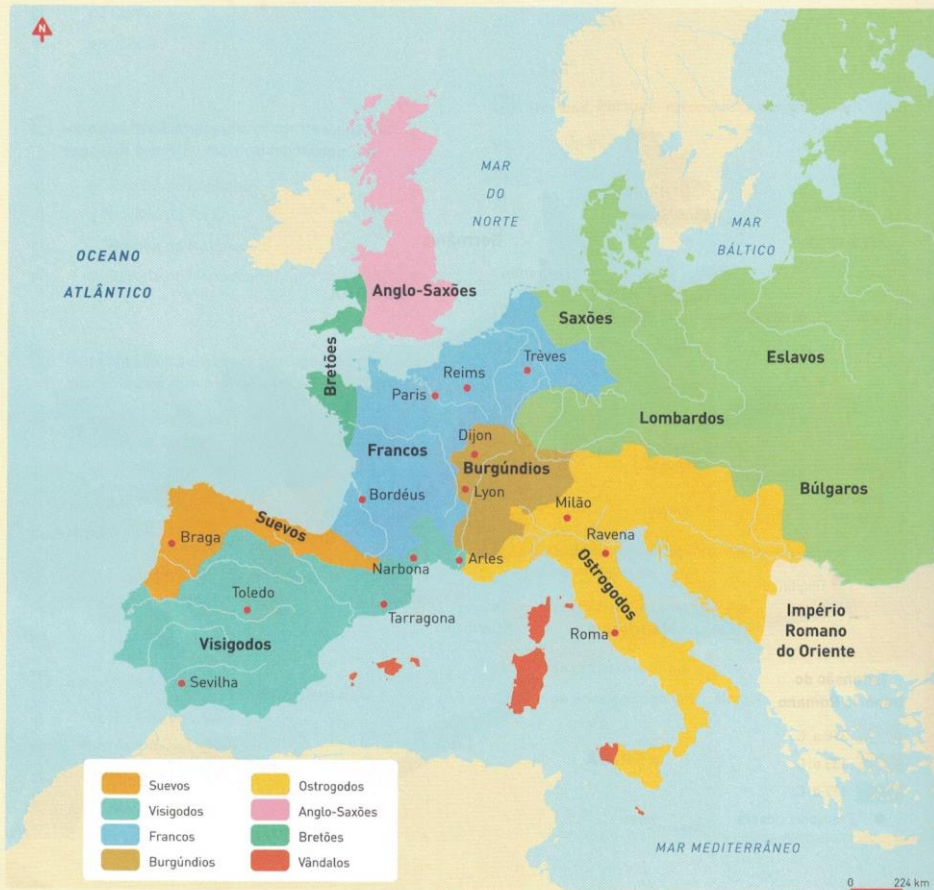 N
MAR
DO
NORTE
MAR
BÁLTICO
OCEANO
ATLÂNTICO
Anglo-Saxões
Saxões
Bretões
Eslavos
Trèves
Reims
Paris
Lombardos
Dijon
Francos
Burgúndios
Búlgaros
Lyon
Bordéus
Milão
Suevos
Ravena
Braga
Arles
Narbona
Ostrogodos
Toledo
Tarragona
Império
Romano
do Oriente
Roma
Visigodos
Sevilha
Suevos
Visigodos
Francos
Burgúndios
Ostrogodos
Anglo-Saxões
Bretões
Vândalos
MAR MEDITERRÂNEO
0 224 km